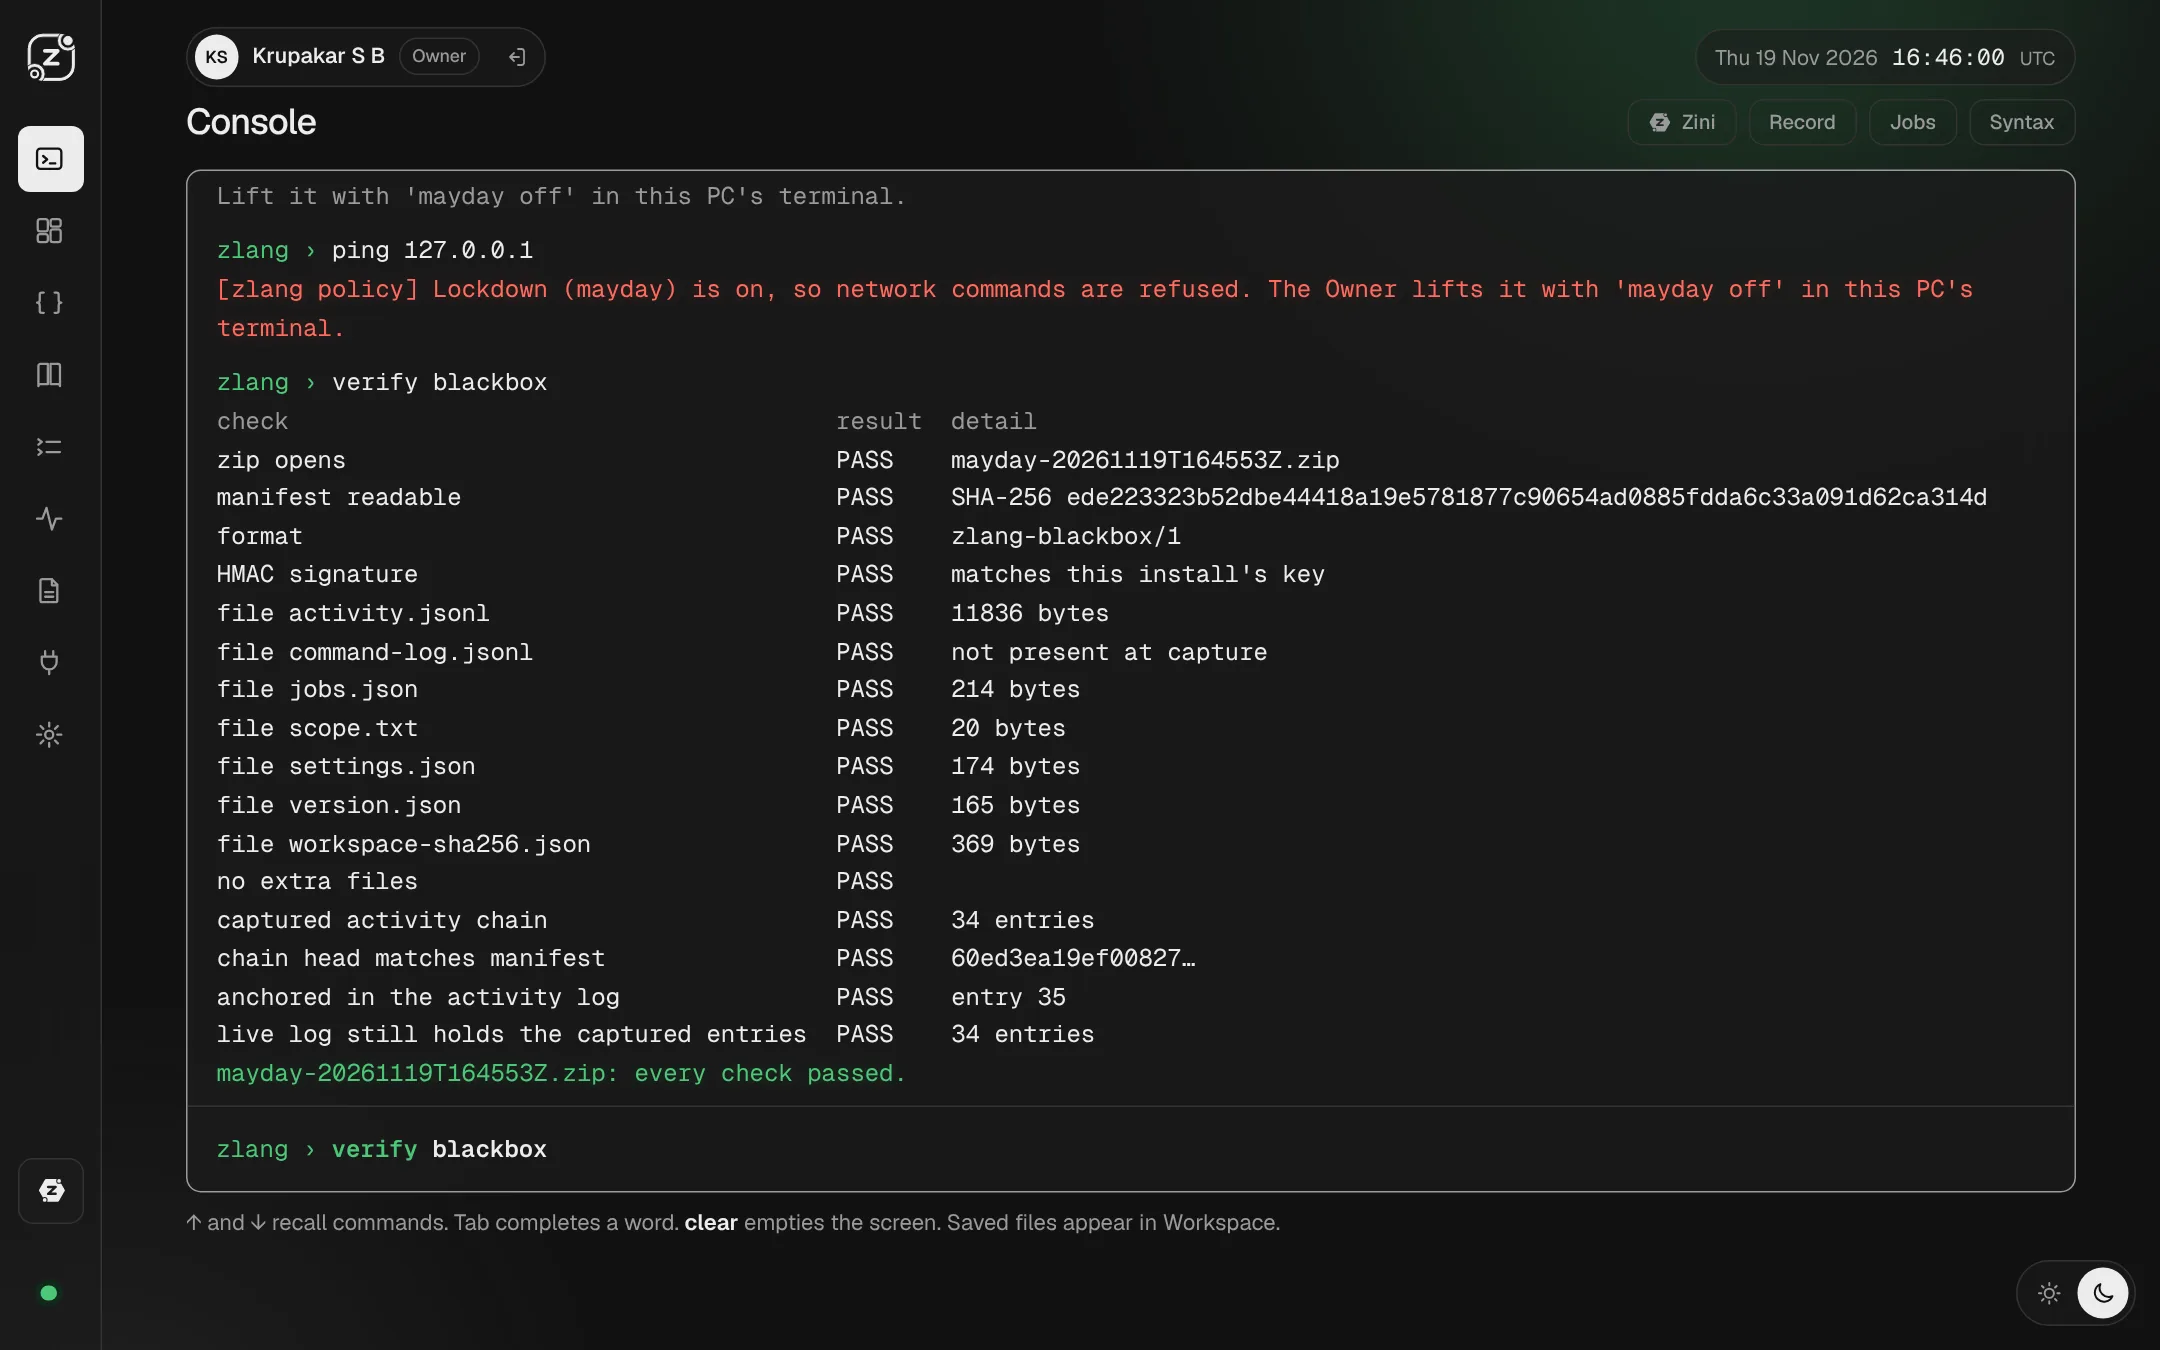 KS Krupakar S B Owner
Thu 19 Nov 2026 16:46:00 UTC
Console
Zini Record Jobs Syntax
Lift it with 'mayday off' in this PC's terminal.
zlang › ping 127.0.0.1
[zlang policy] Lockdown (mayday) is on, so network commands are refused. The Owner lifts it with 'mayday off' in this PC's
terminal.
zlang › verify blackbox
check result detail
zip opens PASS mayday-20261119T164553Z.zip
manifest readable PASS SHA-256 ede223323b52dbe44418a19e5781877c90654ad0885fdda6c33a091d62ca314d
format PASS zlang-blackbox/1
HMAC signature PASS matches this install's key
file activity.jsonl PASS 11836 bytes
file command-log.jsonl PASS not present at capture
file jobs.json PASS 214 bytes
file scope.txt PASS 20 bytes
file settings.json PASS 174 bytes
file version.json PASS 165 bytes
file workspace-sha256.json PASS 369 bytes
no extra files PASS
captured activity chain PASS 34 entries
chain head matches manifest PASS 60ed3ea19ef00827…
anchored in the activity log PASS entry 35
live log still holds the captured entries PASS 34 entries
mayday-20261119T164553Z.zip: every check passed.
zlang › verify blackbox
↑ and ↓ recall commands. Tab completes a word. clear empties the screen. Saved files appear in Workspace.